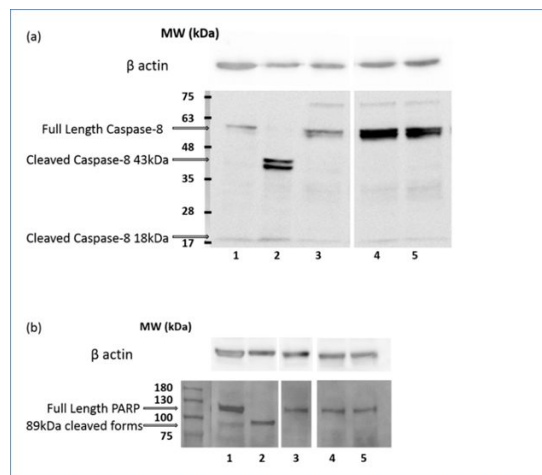 (a)
MW (kDa)
β actin
75
63
Full Length Caspase-8
48
Cleaved Caspase-8 43kDa
35
28
Cleaved Caspase-8 18kDa
17
1 2 3 4 5
(b)
MW (kDa)
β actin
180
130
Full Length PARP
100
89kDa cleaved forms
75
1 2 3 4 5